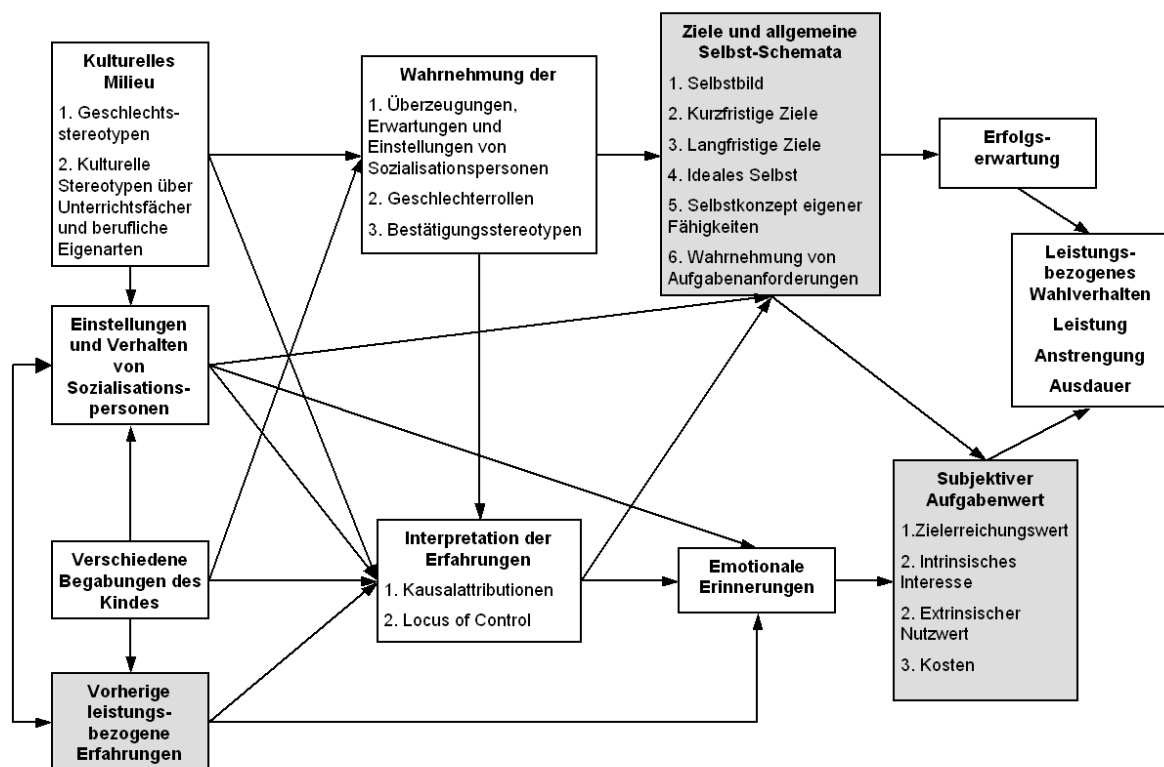 Kulturelles
Milieu
1. Geschlechts-
stereotypen
2. Kulturelle
Stereotypen über
Unterrichtsfächer
und berufliche
Eigenarten
Einstellungen
und Verhalten
von
Sozialisations-
personen
Verschiedene
Begabungen des
Kindes
Vorherige
leistungs-
bezogene
Erfahrungen
Wahrnehmung der
1. Überzeugungen,
Erwartungen und
Einstellungen von
Sozialisationspersonen
2. Geschlechterrollen
3. Bestätigungsstereotypen
Interpretation der
Erfahrungen
1. Kausalattributionen
2. Locus of Control
Ziele und allgemeine
Selbst-Schemata
1. Selbstbild
2. Kurzfristige Ziele
3. Langfristige Ziele
4. Ideales Selbst
5. Selbstkonzept eigener
Fähigkeiten
6. Wahrnehmung von
Aufgabenanforderungen
Emotionale
Erinnerungen
Erfolgs-
erwartung
Leistungs-
bezogenes
Wahlverhalten
Leistung
Anstrengung
Ausdauer
Subjektiver
Aufgabenwert
1.Zielerreichungswert
2. Intrinsisches
Interesse
2. Extrinsischer
Nutzwert
3. Kosten